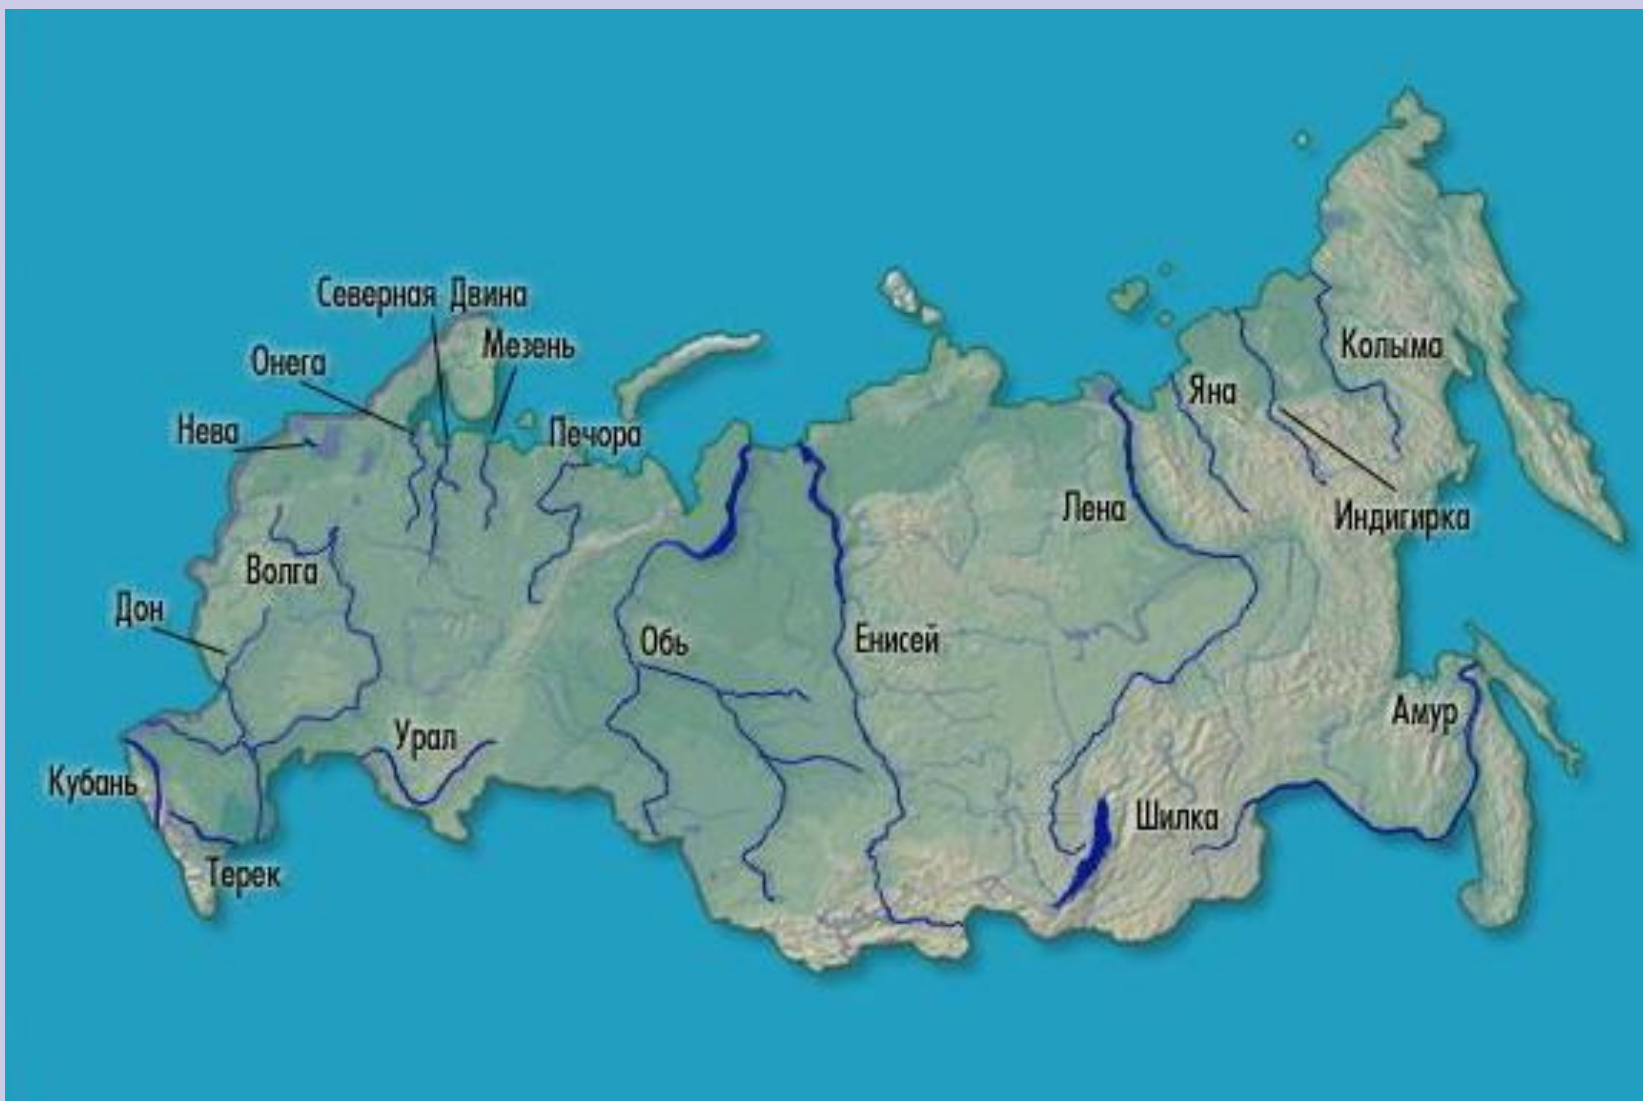 Северная Двина
Мезень
Онега
Нева
Печора
Колыма
Яна
Лена
Индигирка
Волга
Дон
Обь
Енисей
Амур
Урал
Кубань
Шилка
Терек